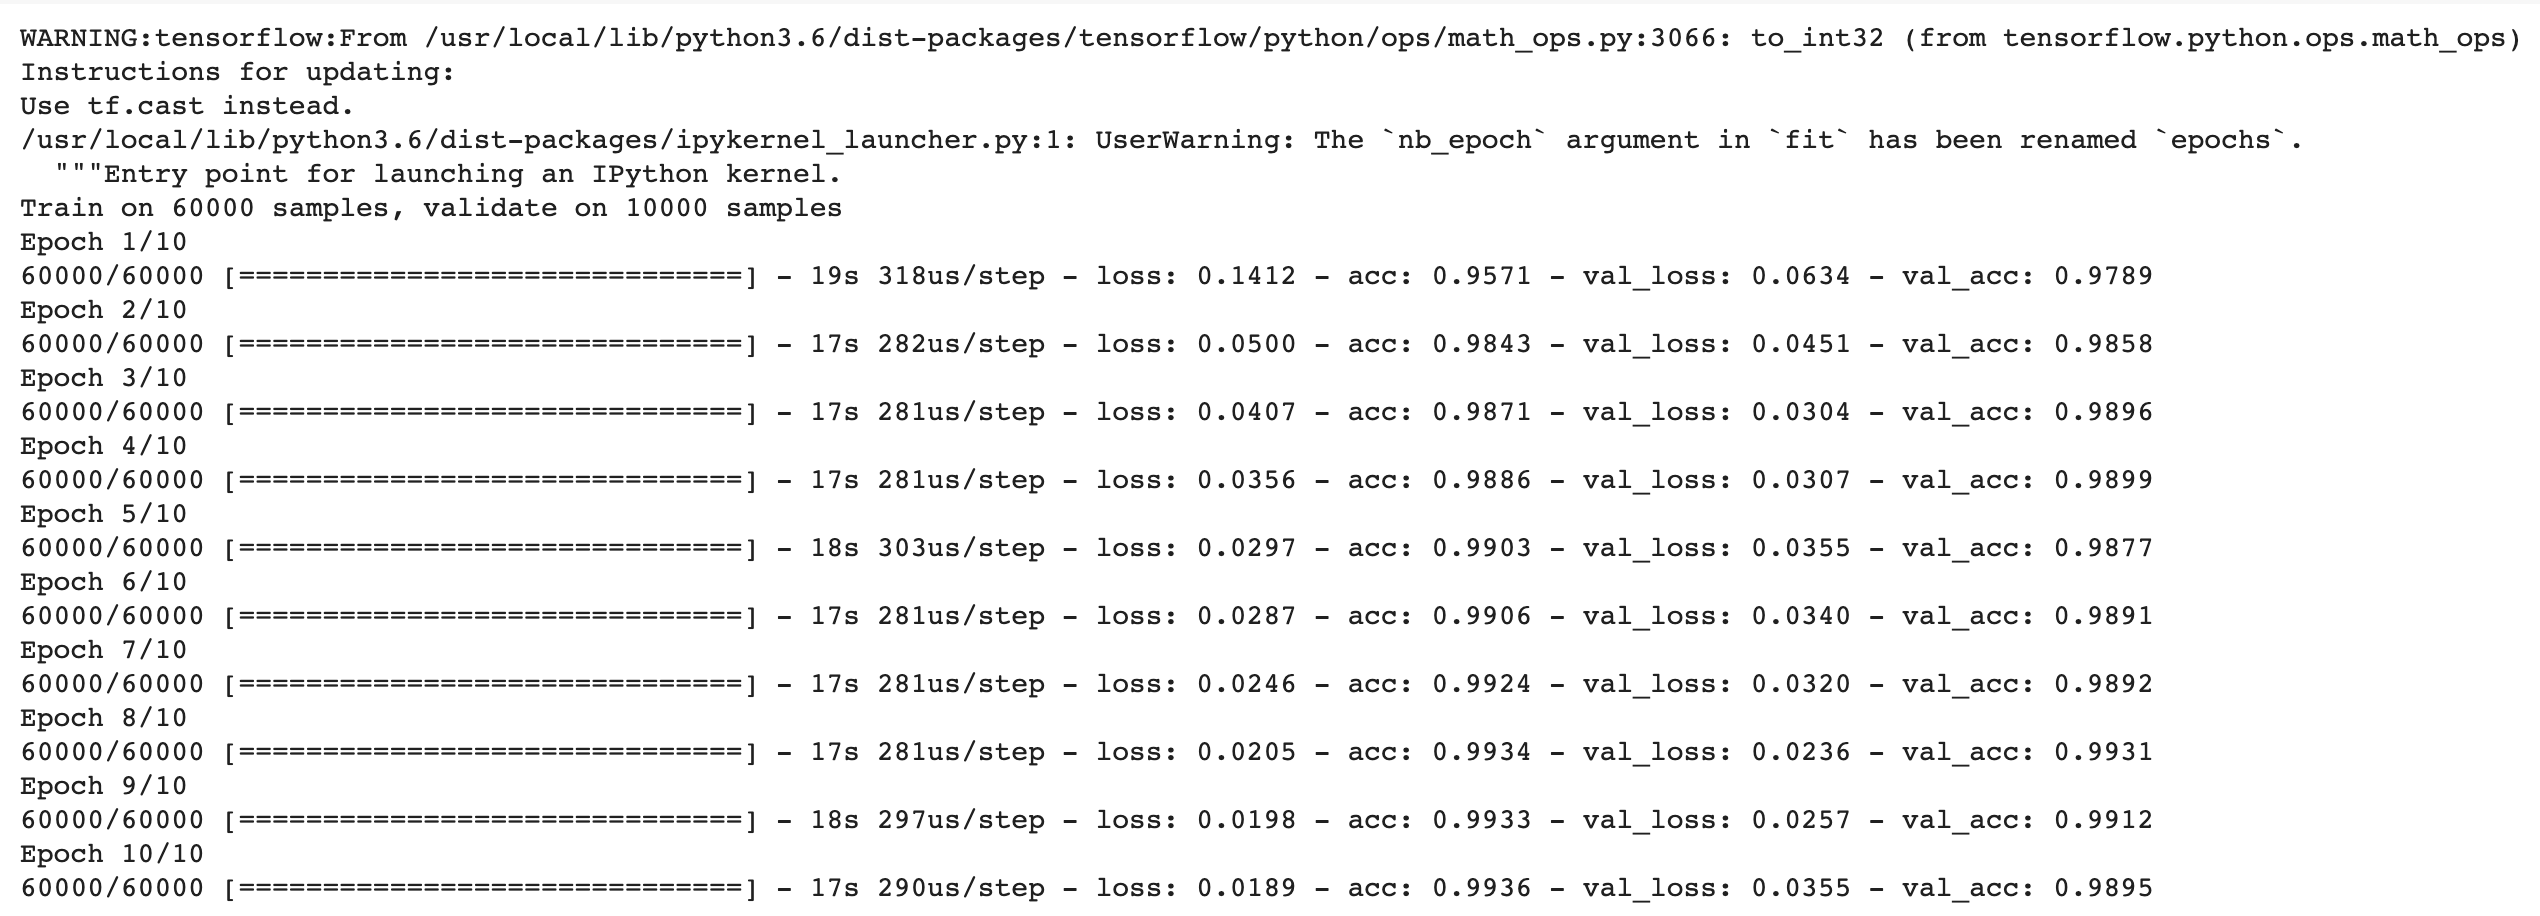 WARNING:tensorflow:From /usr/local/lib/python3.6/dist-packages/tensorflow/python/ops/math_ops.py:3066: to_int32 (from tensorflow.python.ops.math_ops)
Instructions for updating:
Use tf.cast instead.
/usr/local/lib/python3.6/dist-packages/ipykernel_launcher.py:1: UserWarning: The `nb_epoch` argument in `fit` has been renamed `epochs`.
  """Entry point for launching an IPython kernel.
Train on 60000 samples, validate on 10000 samples
Epoch 1/10
60000/60000 [==============================] - 19s 318us/step - loss: 0.1412 - acc: 0.9571 - val_loss: 0.0634 - val_acc: 0.9789
Epoch 2/10
60000/60000 [==============================] - 17s 282us/step - loss: 0.0500 - acc: 0.9843 - val_loss: 0.0451 - val_acc: 0.9858
Epoch 3/10
60000/60000 [==============================] - 17s 281us/step - loss: 0.0407 - acc: 0.9871 - val_loss: 0.0304 - val_acc: 0.9896
Epoch 4/10
60000/60000 [==============================] - 17s 281us/step - loss: 0.0356 - acc: 0.9886 - val_loss: 0.0307 - val_acc: 0.9899
Epoch 5/10
60000/60000 [==============================] - 18s 303us/step - loss: 0.0297 - acc: 0.9903 - val_loss: 0.0355 - val_acc: 0.9877
Epoch 6/10
60000/60000 [==============================] - 17s 281us/step - loss: 0.0287 - acc: 0.9906 - val_loss: 0.0340 - val_acc: 0.9891
Epoch 7/10
60000/60000 [==============================] - 17s 281us/step - loss: 0.0246 - acc: 0.9924 - val_loss: 0.0320 - val_acc: 0.9892
Epoch 8/10
60000/60000 [==============================] - 17s 281us/step - loss: 0.0205 - acc: 0.9934 - val_loss: 0.0236 - val_acc: 0.9931
Epoch 9/10
60000/60000 [==============================] - 18s 297us/step - loss: 0.0198 - acc: 0.9933 - val_loss: 0.0257 - val_acc: 0.9912
Epoch 10/10
60000/60000 [==============================] - 17s 290us/step - loss: 0.0189 - acc: 0.9936 - val_loss: 0.0355 - val_acc: 0.9895